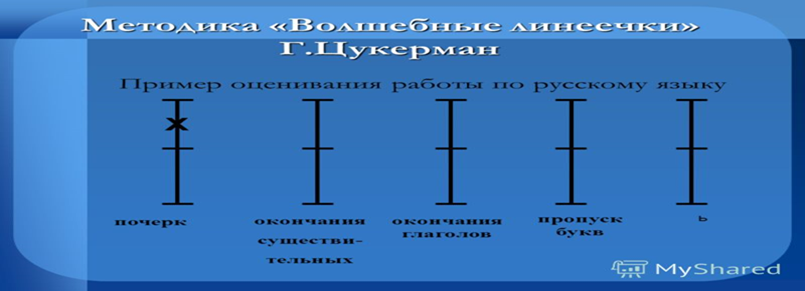 Методика «Волшебные линеечки»
Г.Цукерман
Пример оценивания работы по русскому языку
почерк
окончания
существи-
тельных
окончания
глаголов
пропуск
букв
ь
MyShared